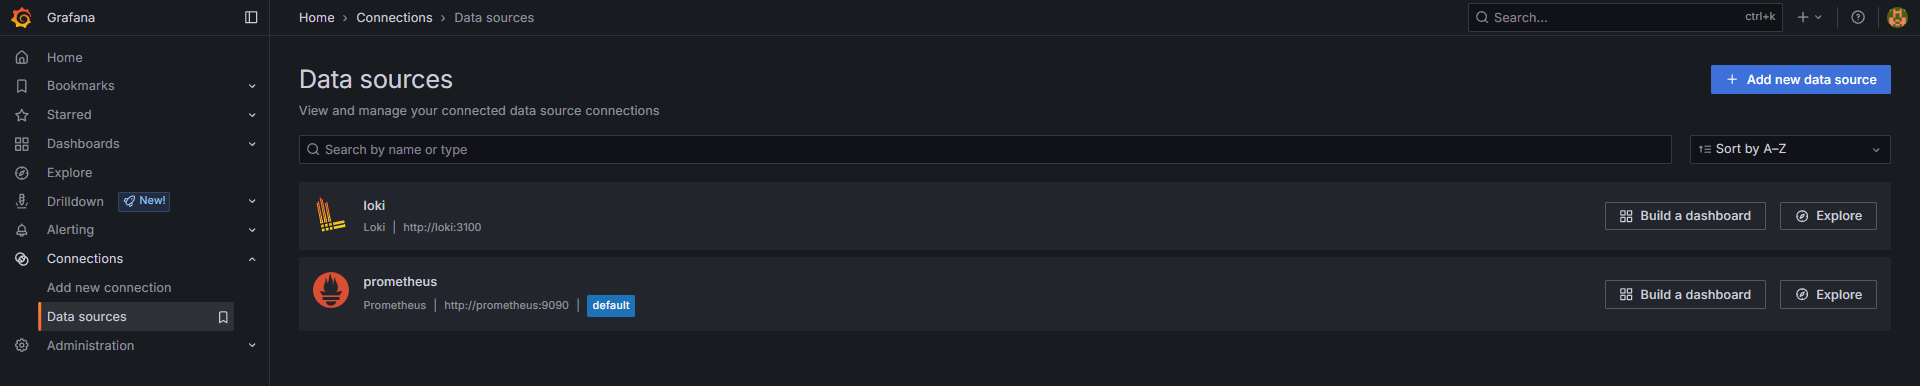 Grafana
Home › Connections › Data sources
Search...
ctrl+k
Home
Bookmarks
Starred
Dashboards
Explore
Drilldown
New!
Alerting
Connections
Add new connection
Data sources
Administration
Data sources
Add new data source
View and manage your connected data source connections
Search by name or type
Sort by A–Z
loki
Loki | http://loki:3100
Build a dashboard
Explore
prometheus
Prometheus | http://prometheus:9090 | default
Build a dashboard
Explore